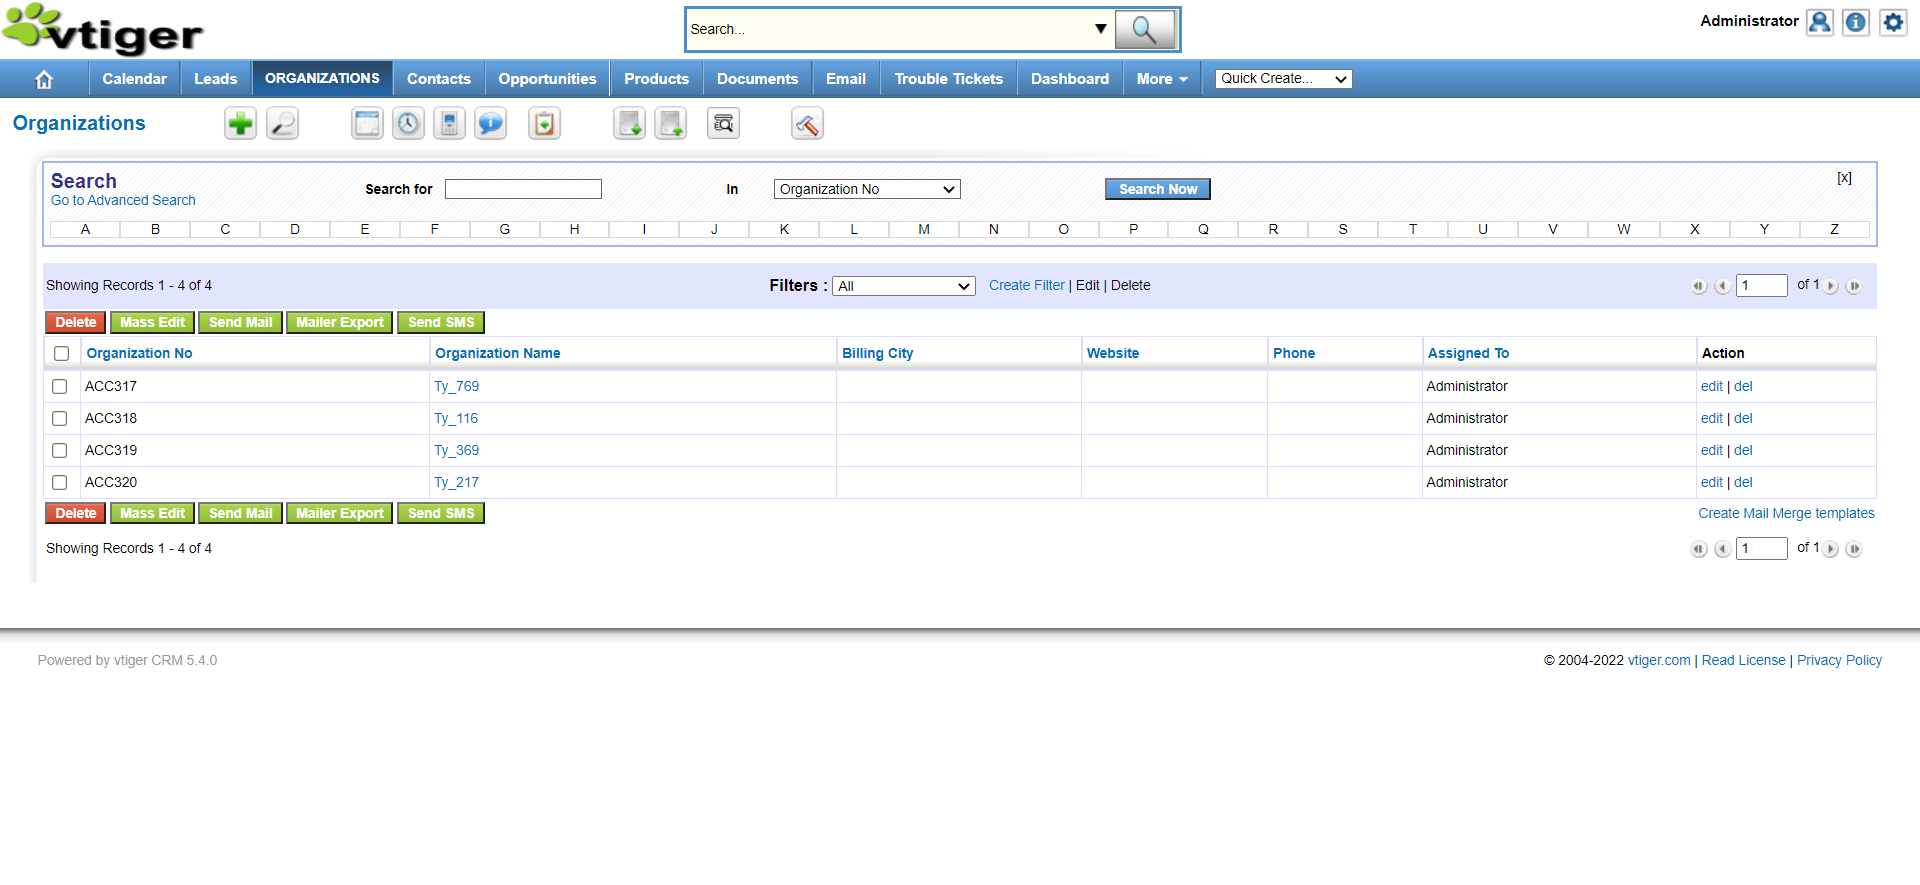 vtiger
Search...
Administrator
Calendar Leads ORGANIZATIONS Contacts Opportunities Products Documents Email Trouble Tickets Dashboard More Quick Create...
Organizations
Search
Go to Advanced Search
Search for In Organization No Search Now [x]
A B C D E F G H I J K L M N O P Q R S T U V W X Y Z
Showing Records 1 - 4 of 4 Filters : All Create Filter | Edit | Delete 1 of 1
Delete Mass Edit Send Mail Mailer Export Send SMS
Organization No Organization Name Billing City Website Phone Assigned To Action
ACC317 Ty_769 Administrator edit | del
ACC318 Ty_116 Administrator edit | del
ACC319 Ty_369 Administrator edit | del
ACC320 Ty_217 Administrator edit | del
Delete Mass Edit Send Mail Mailer Export Send SMS Create Mail Merge templates
Showing Records 1 - 4 of 4 1 of 1
Powered by vtiger CRM 5.4.0 © 2004-2022 vtiger.com | Read License | Privacy Policy